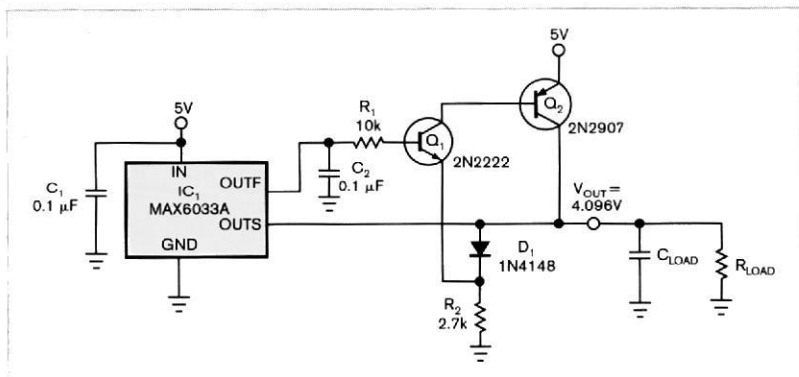 5V
5V
R1
10k
Q1
Q2
2N2907
2N2222
C1
0.1 µF
IN
IC1
MAX6033A
OUTF
OUTS
GND
C2
0.1 µF
VOUT=
4.096V
D1
1N4148
CLOAD
RLOAD
R2
2.7k